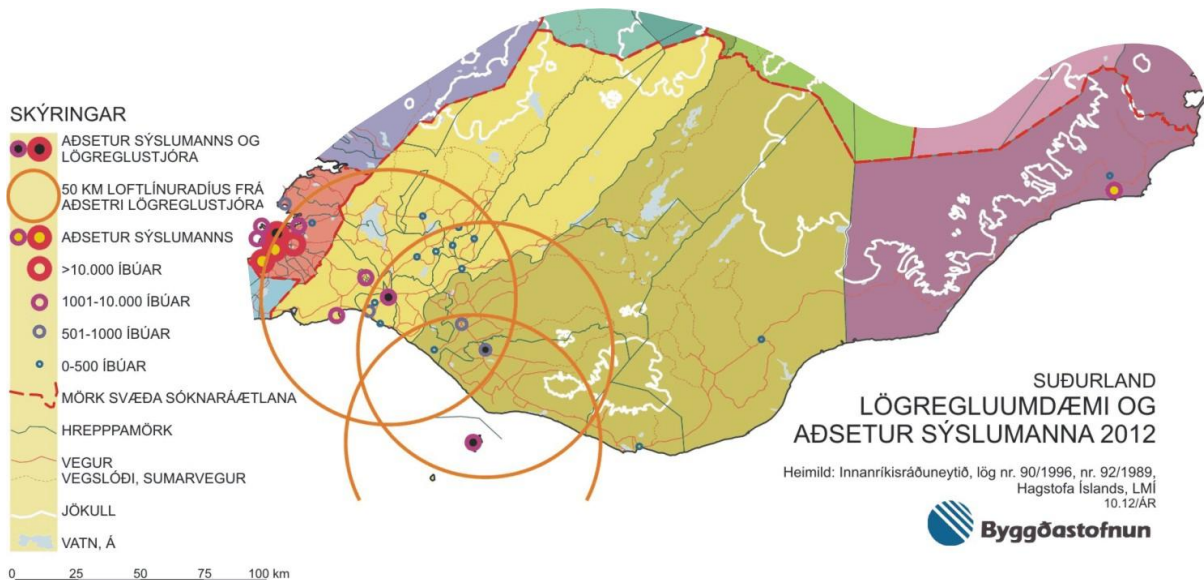 SKÝRINGAR
AÐSETUR SÝSLUMANNS OG
LÖGREGLUSTJÓRA
50 KM LOFTLÍNURADÍUS FRÁ
AÐSETRI LÖGREGLUSTJÓRA
AÐSETUR SÝSLUMANNS
>10.000 ÍBÚAR
1001-10.000 ÍBÚAR
501-1000 ÍBÚAR
0-500 ÍBÚAR
MÖRK SVÆÐA SÓKNARÁÆTLANA
HREPPPAMÖRK
VEGUR
VEGSLÓÐI, SUMARVEGUR
JÖKULL
VATN, Á
0 25 50 75 100 km
SUÐURLAND
LÖGREGLUUMDÆMI OG
AÐSETUR SÝSLUMANNA 2012
Heimild: Innanríkisráðuneytið, lög nr. 90/1996, nr. 92/1989,
Hagstofa Íslands, LMÍ
10.12/ÁR
Byggðastofnun